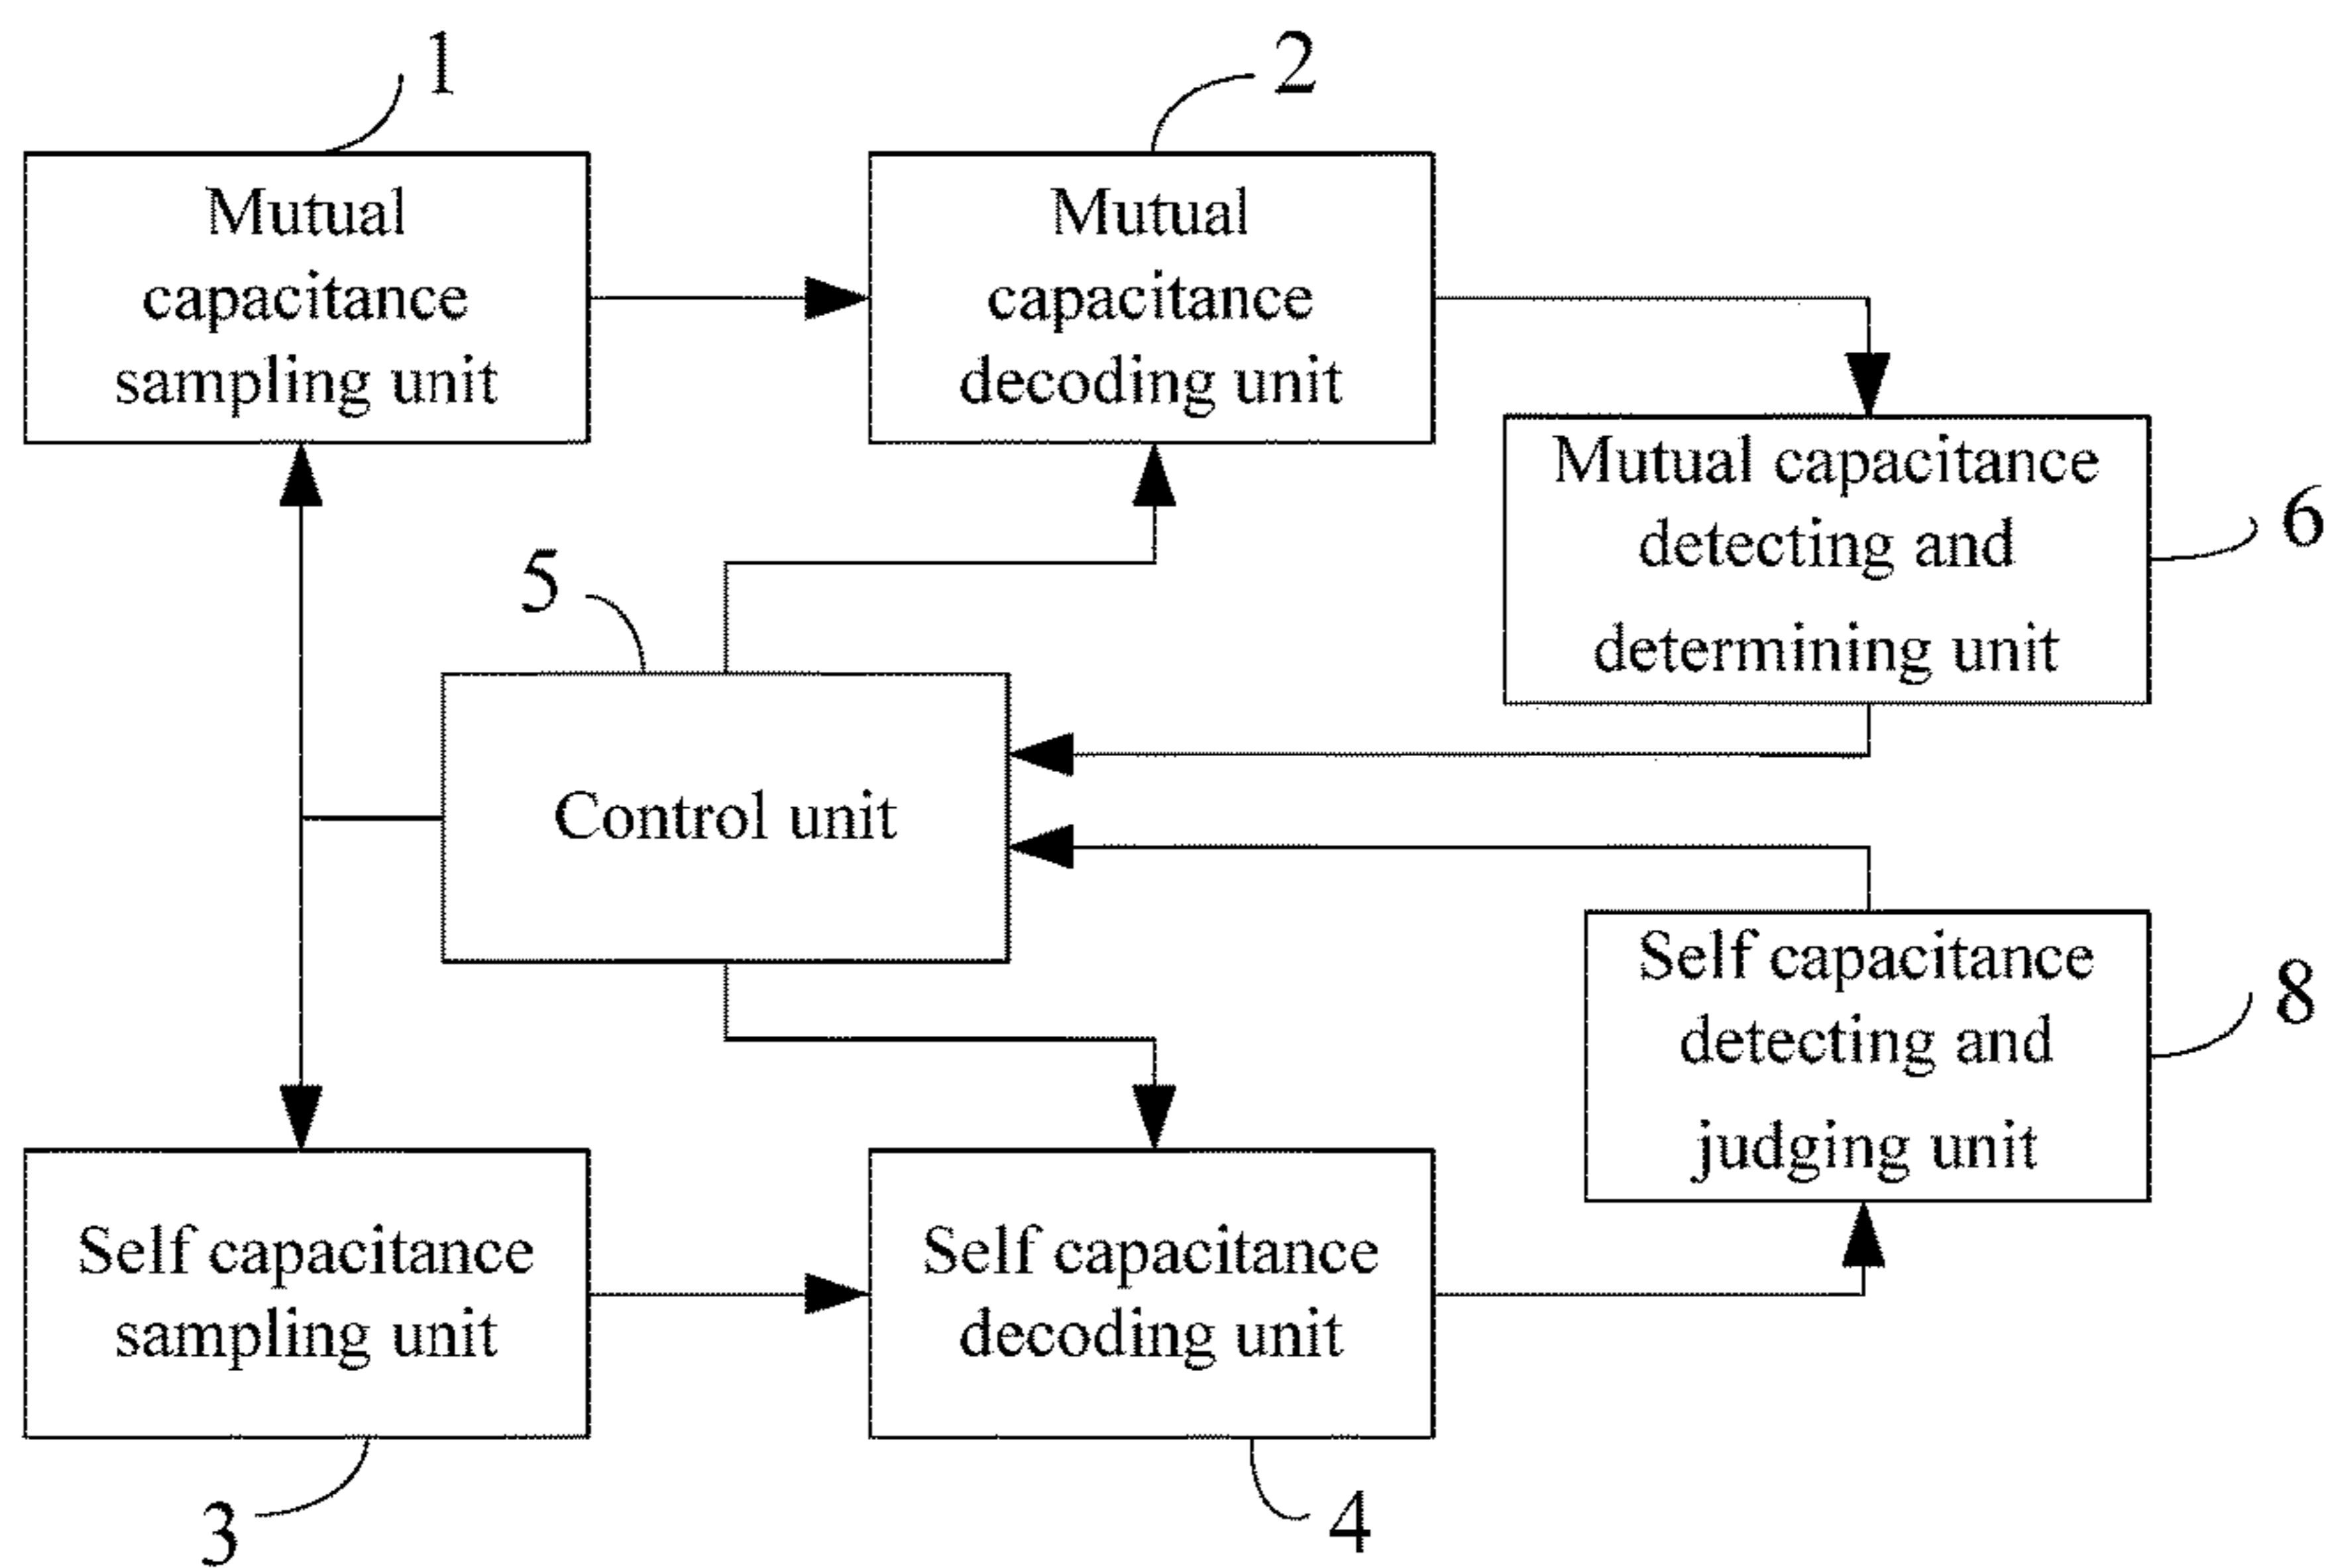 1
2
Mutual
capacitance
sampling unit
Mutual
capacitance
decoding unit
Mutual capacitance
detecting and
determining unit
6
5
Control unit
Self capacitance
detecting and
judging unit
8
Self capacitance
sampling unit
Self capacitance
decoding unit
3
4